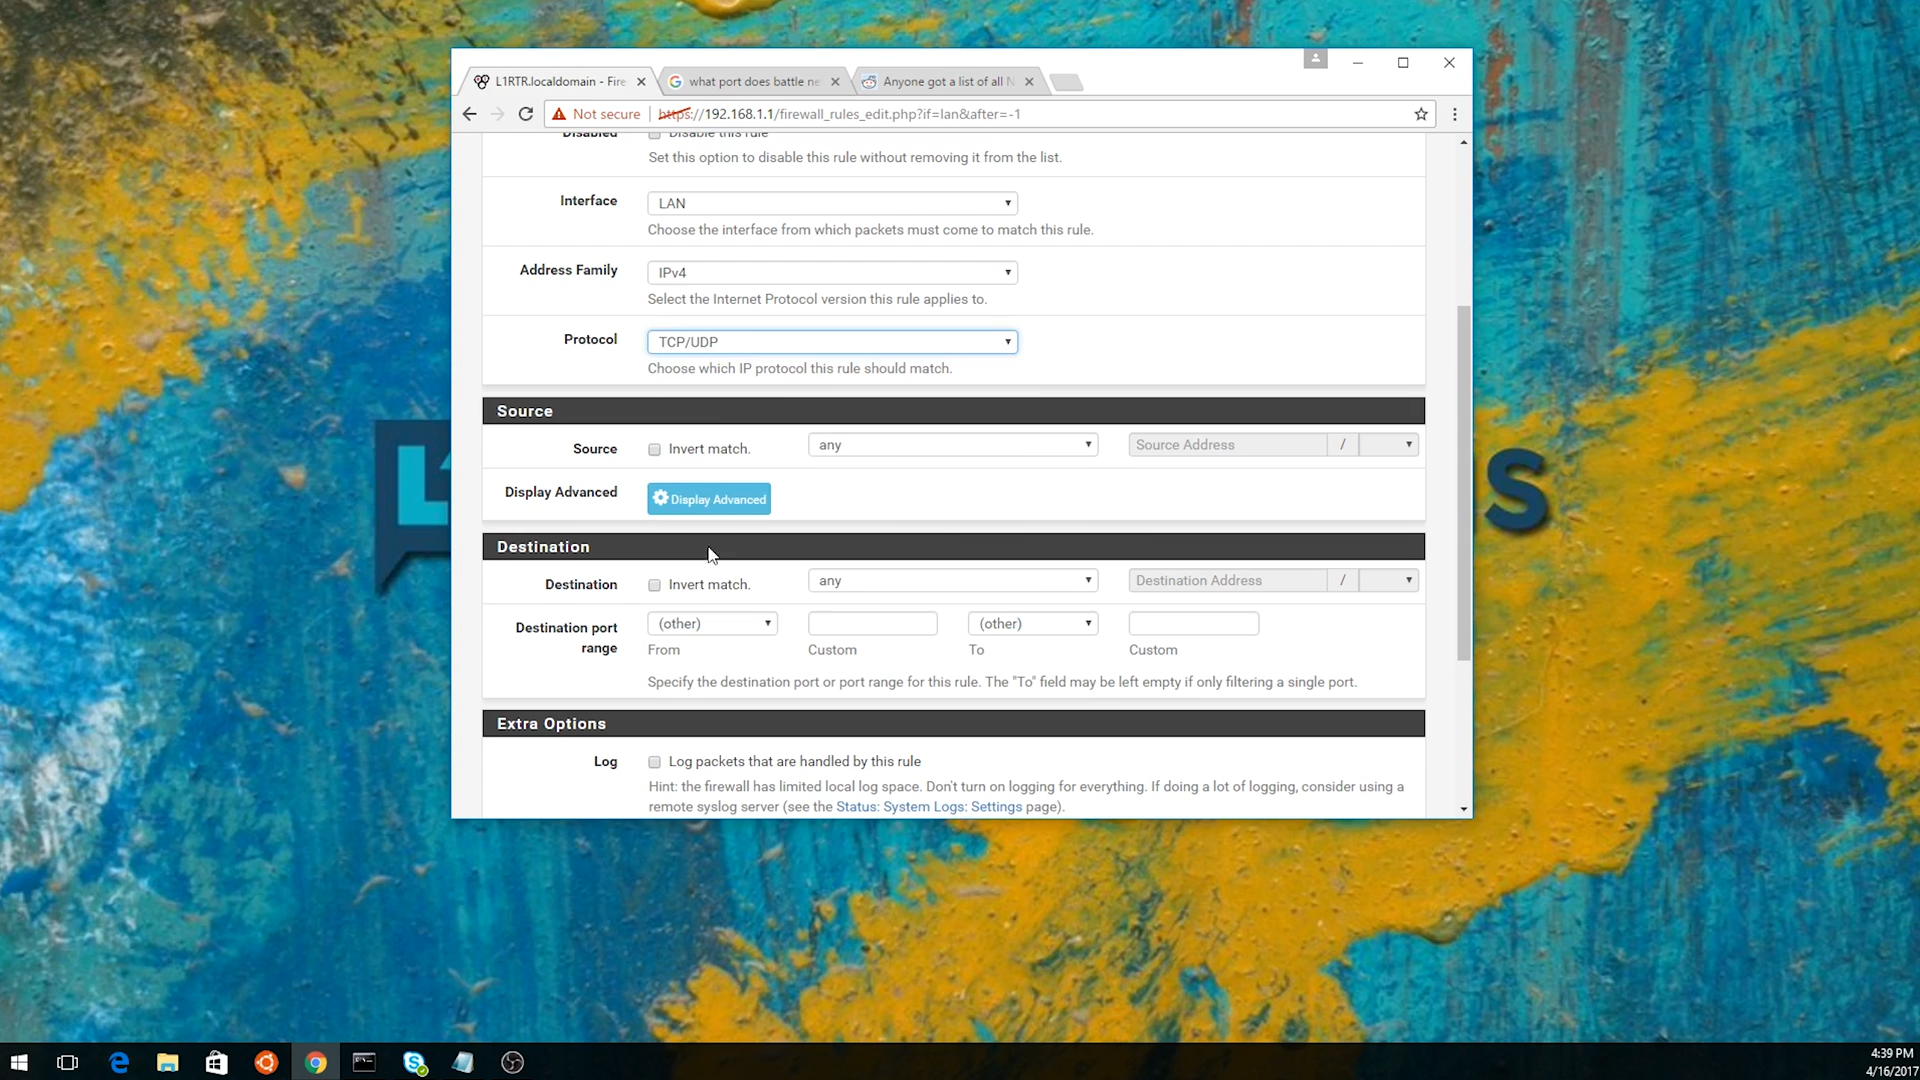 L1RTR.localdomain - Fire
what port does battle ne
Anyone got a list of all N
Not secure
https://192.168.1.1/firewall_rules_edit.php?if=lan&after=-1
Disabled
Disable this rule
Set this option to disable this rule without removing it from the list.
Interface
LAN
Choose the interface from which packets must come to match this rule.
Address Family
IPv4
Select the Internet Protocol version this rule applies to.
Protocol
TCP/UDP
Choose which IP protocol this rule should match.
Source
Source
Invert match.
any
Source Address
/
Display Advanced
Display Advanced
Destination
Destination
Invert match.
any
Destination Address
/
Destination port
range
(other)
(other)
From
Custom
To
Custom
Specify the destination port or port range for this rule. The "To" field may be left empty if only filtering a single port.
Extra Options
Log
Log packets that are handled by this rule
Hint: the firewall has limited local log space. Don't turn on logging for everything. If doing a lot of logging, consider using a
remote syslog server (see the Status: System Logs: Settings page).
L
S
4:39 PM
4/16/2017